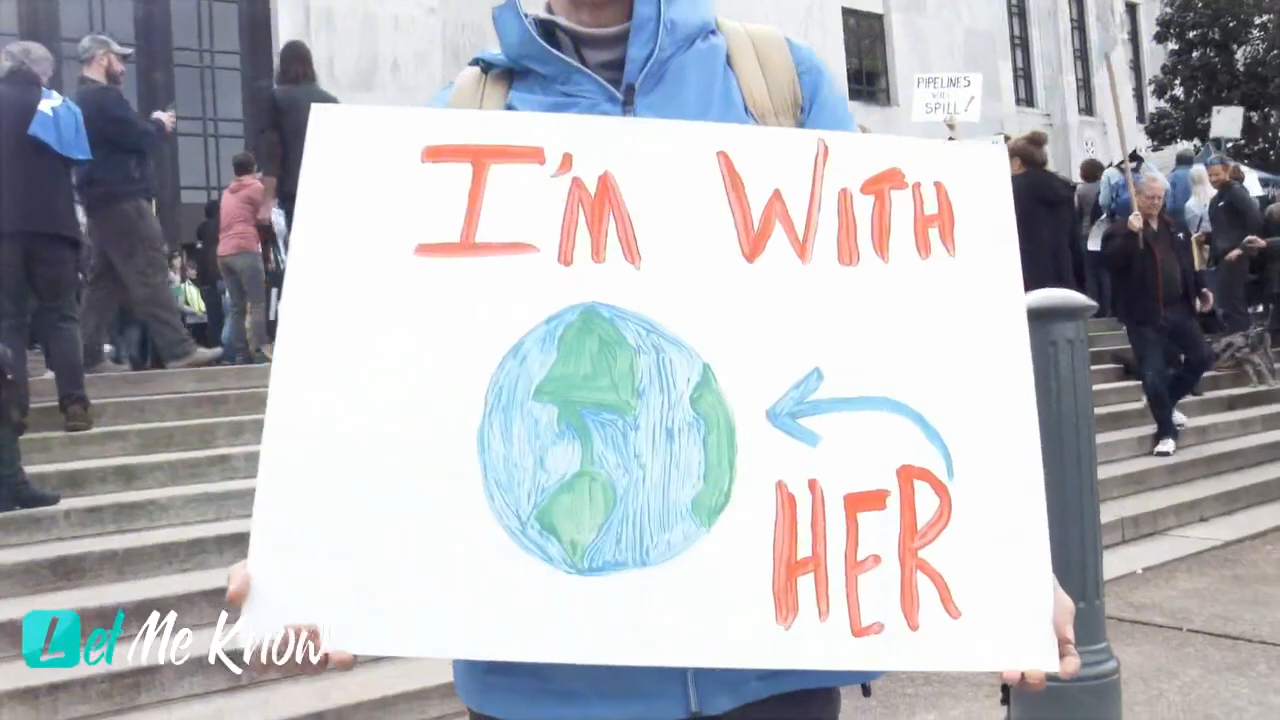 PIPELINES
WILL
SPILL!
I'M WITH
HER
Let Me Know